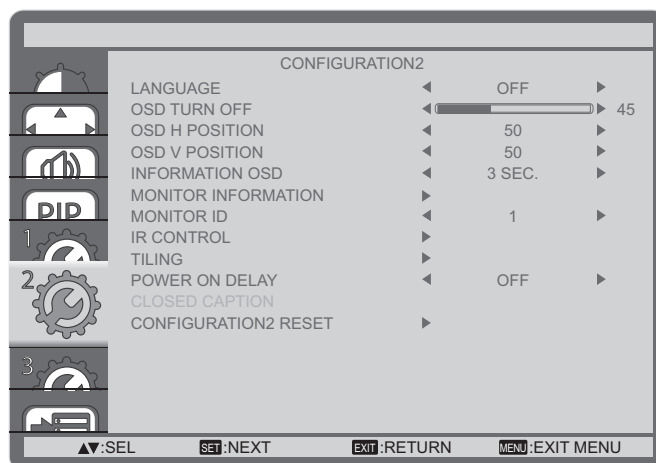 CONFIGURATION2
LANGUAGE OFF
OSD TURN OFF 45
OSD H POSITION 50
OSD V POSITION 50
INFORMATION OSD 3 SEC.
MONITOR INFORMATION
PIP
MONITOR ID 1
1
IR CONTROL
TILING
2
POWER ON DELAY OFF
CLOSED CAPTION
CONFIGURATION2 RESET
3
▲▼:SEL SET:NEXT EXIT:RETURN MENU:EXIT MENU